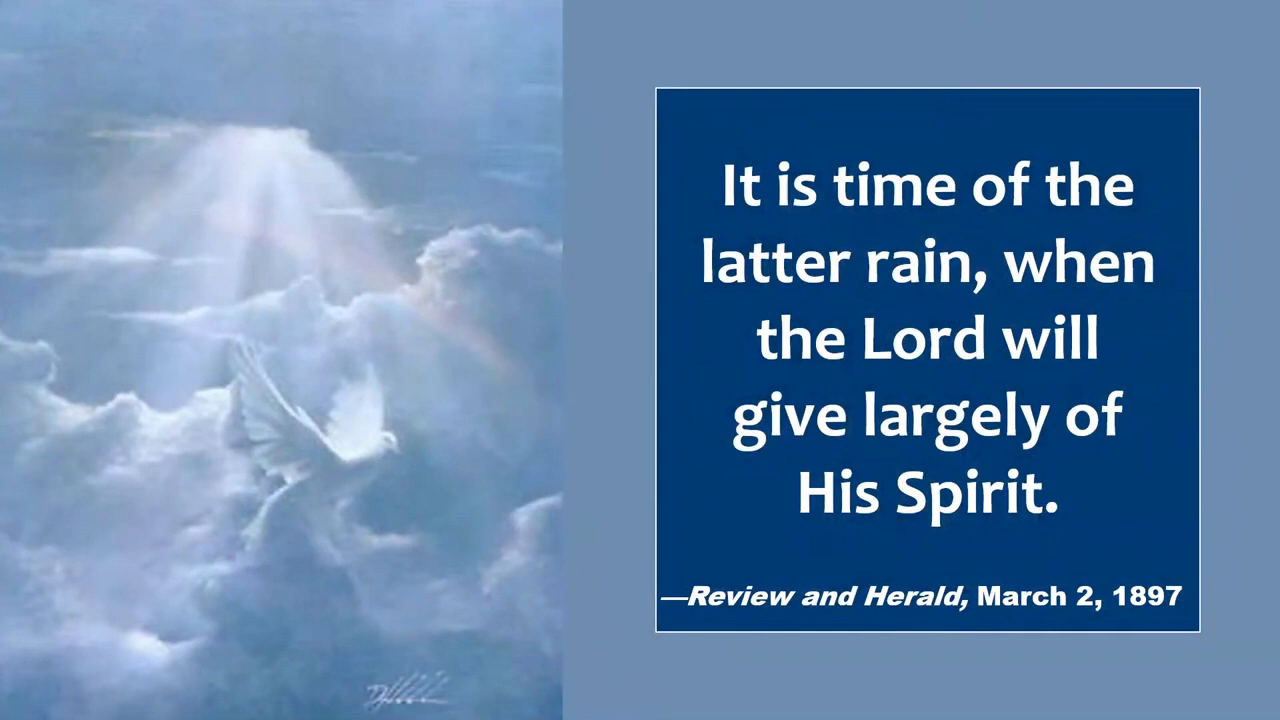 It is time of the
latter rain, when
the Lord will
give largely of
His Spirit.
—Review and Herald, March 2, 1897